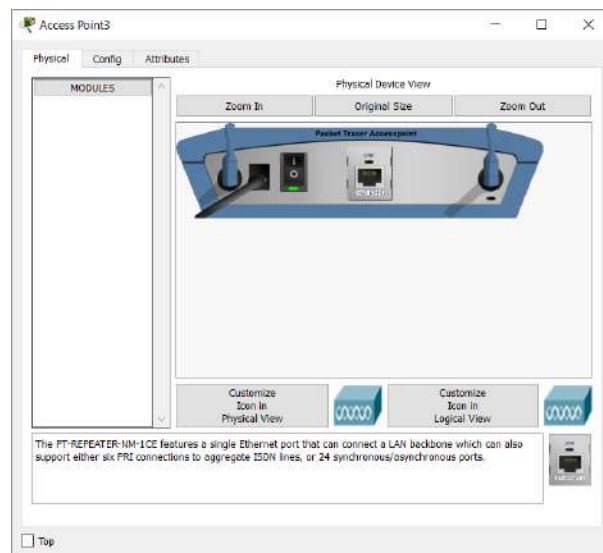 Access Point3
Physical Config Attributes
MODULES
Physical Device View
Zoom In Original Size Zoom Out
Packet Tracer Accesspoint
Customize
Icon in
Physical View
Customize
Icon in
Logical View
The PT-REPEATER-NM-1CE features a single Ethernet port that can connect a LAN backbone which can also
support either six PRI connections to aggregate ISDN lines, or 24 synchronous/asynchronous ports.
Top